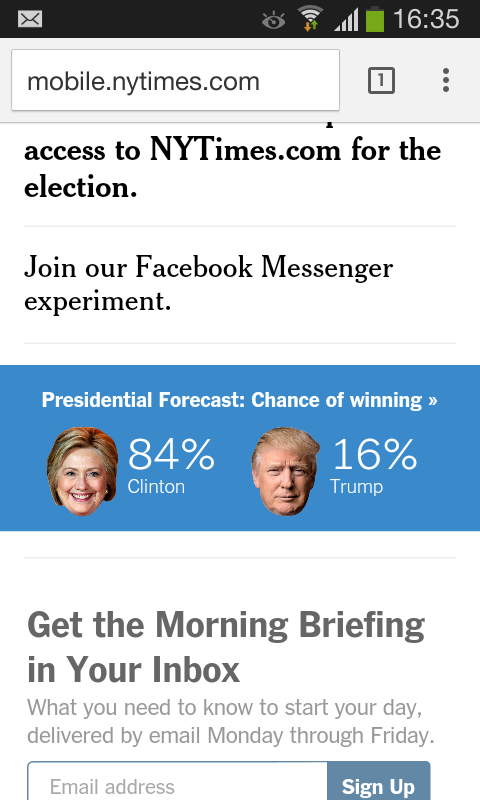 16:35
mobile.nytimes.com
1
access to NYTimes.com for the
election.
Join our Facebook Messenger
experiment.
Presidential Forecast: Chance of winning »
84%
Clinton
16%
Trump
Get the Morning Briefing
in Your Inbox
What you need to know to start your day,
delivered by email Monday through Friday.
Email address
Sign Up